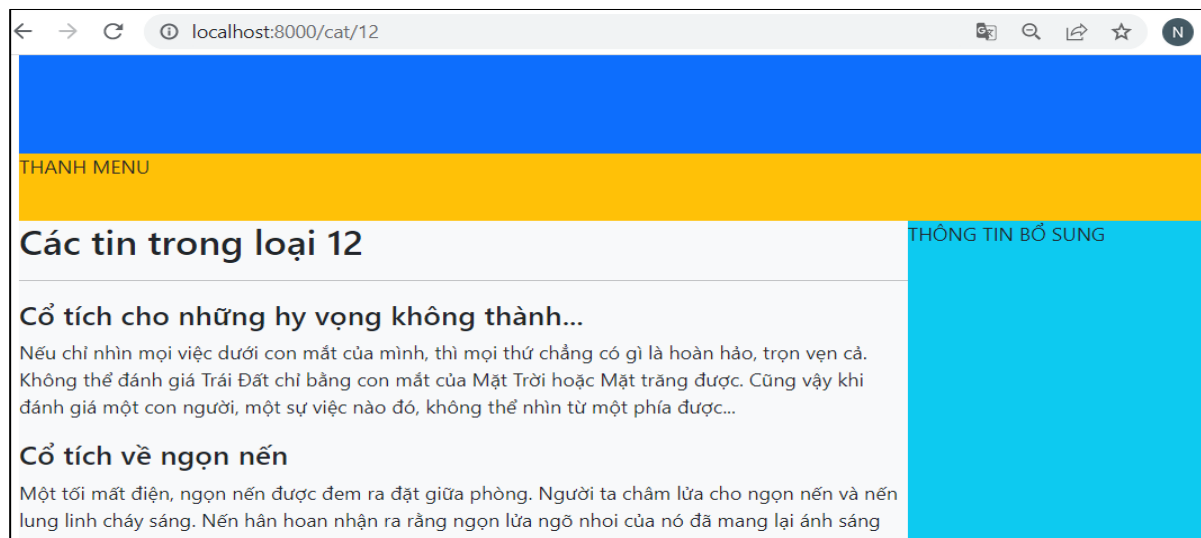 localhost:8000/cat/12
N
THANH MENU
Các tin trong loại 12
THÔNG TIN BỔ SUNG
Cổ tích cho những hy vọng không thành...
Nếu chỉ nhìn mọi việc dưới con mắt của mình, thì mọi thứ chẳng có gì là hoàn hảo, trọn vẹn cả.
Không thể đánh giá Trái Đất chỉ bằng con mắt của Mặt Trời hoặc Mặt trăng được. Cũng vậy khi
đánh giá một con người, một sự việc nào đó, không thể nhìn từ một phía được...
Cổ tích về ngọn nến
Một tối mất điện, ngọn nến được đem ra đặt giữa phòng. Người ta châm lửa cho ngọn nến và nến
lung linh cháy sáng. Nến hân hoan nhận ra rằng ngọn lửa ngõ nhoi của nó đã mang lại ánh sáng